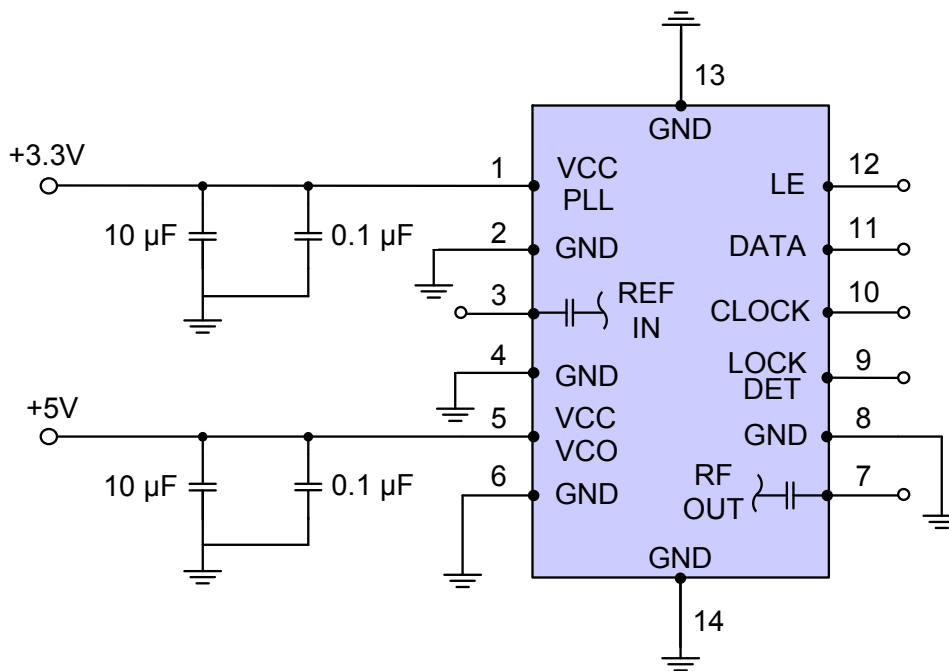 13
GND
+3.3V
1
VCC
PLL
12
LE
10 µF
0.1 µF
2
GND
11
DATA
3
REF
IN
10
CLOCK
4
GND
9
LOCK
DET
+5V
5
VCC
VCO
8
GND
10 µF
0.1 µF
6
GND
7
RF
OUT
GND
14